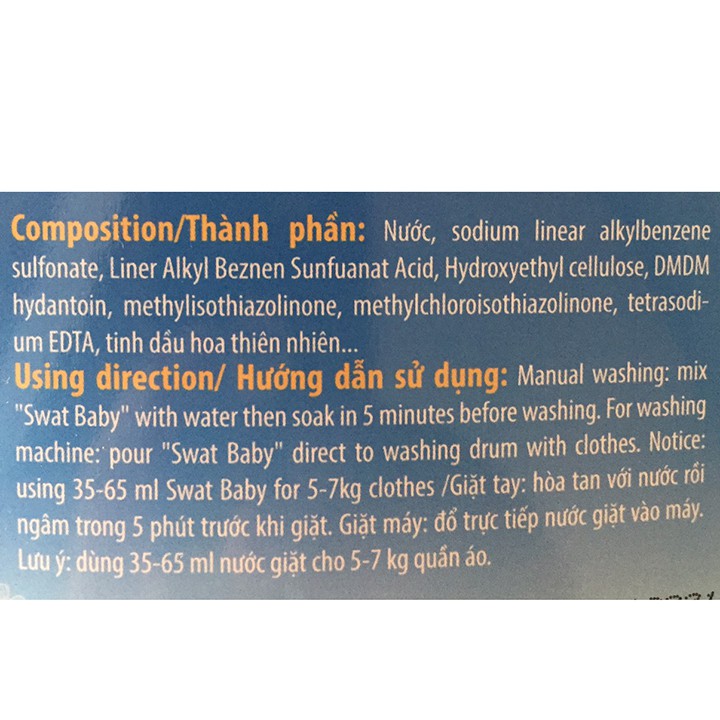 Composition/Thành phần: Nước, sodium linear alkylbenzene
sulfonate, Liner Alkyl Beznen Sunfuanat Acid, Hydroxyethyl cellulose, DMDM
hydantoin, methylisothiazolinone, methylchloroisothiazolinone, tetrasodi-
um EDTA, tinh dầu hoa thiên nhiên...
Using direction/ Hướng dẫn sử dụng: Manual washing: mix
"Swat Baby" with water then soak in 5 minutes before washing. For washing
machine: pour "Swat Baby" direct to washing drum with clothes. Notice:
using 35-65 ml Swat Baby for 5-7kg clothes /Giặt tay: hòa tan với nước rồi
ngâm trong 5 phút trước khi giặt. Giặt máy: đổ trực tiếp nước giặt vào máy.
Lưu ý: dùng 35-65 ml nước giặt cho 5-7 kg quần áo.